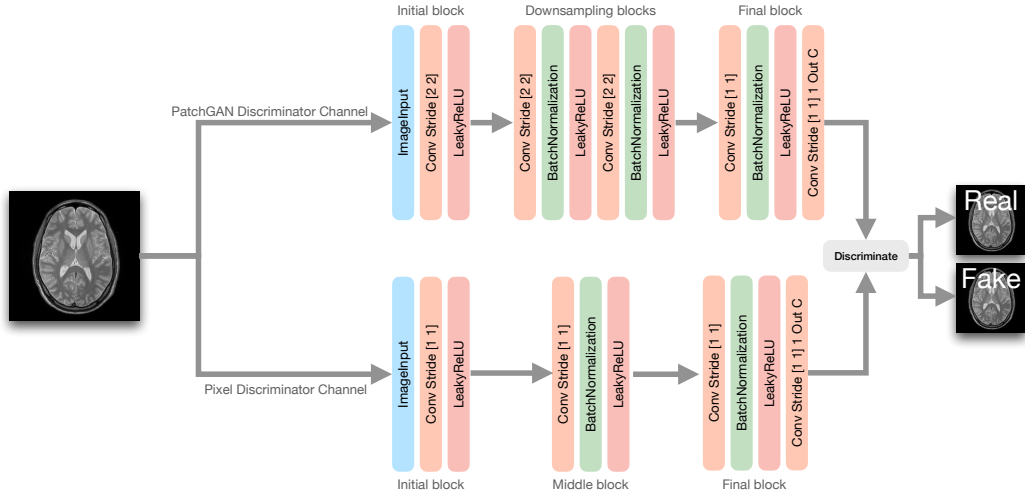 Initial block
Downsampling blocks
Final block
PatchGAN Discriminator Channel
ImageInput
Conv Stride [2 2]
LeakyReLU
Conv Stride [2 2]
BatchNormalization
LeakyReLU
Conv Stride [2 2]
BatchNormalization
LeakyReLU
Conv Stride [1 1]
BatchNormalization
LeakyReLU
Conv Stride [1 1] 1 Out C
Discriminate
Real
Fake
Pixel Discriminator Channel
ImageInput
Conv Stride [1 1]
LeakyReLU
Conv Stride [1 1]
BatchNormalization
LeakyReLU
Conv Stride [1 1]
BatchNormalization
LeakyReLU
Conv Stride [1 1] 1 Out C
Initial block
Middle block
Final block